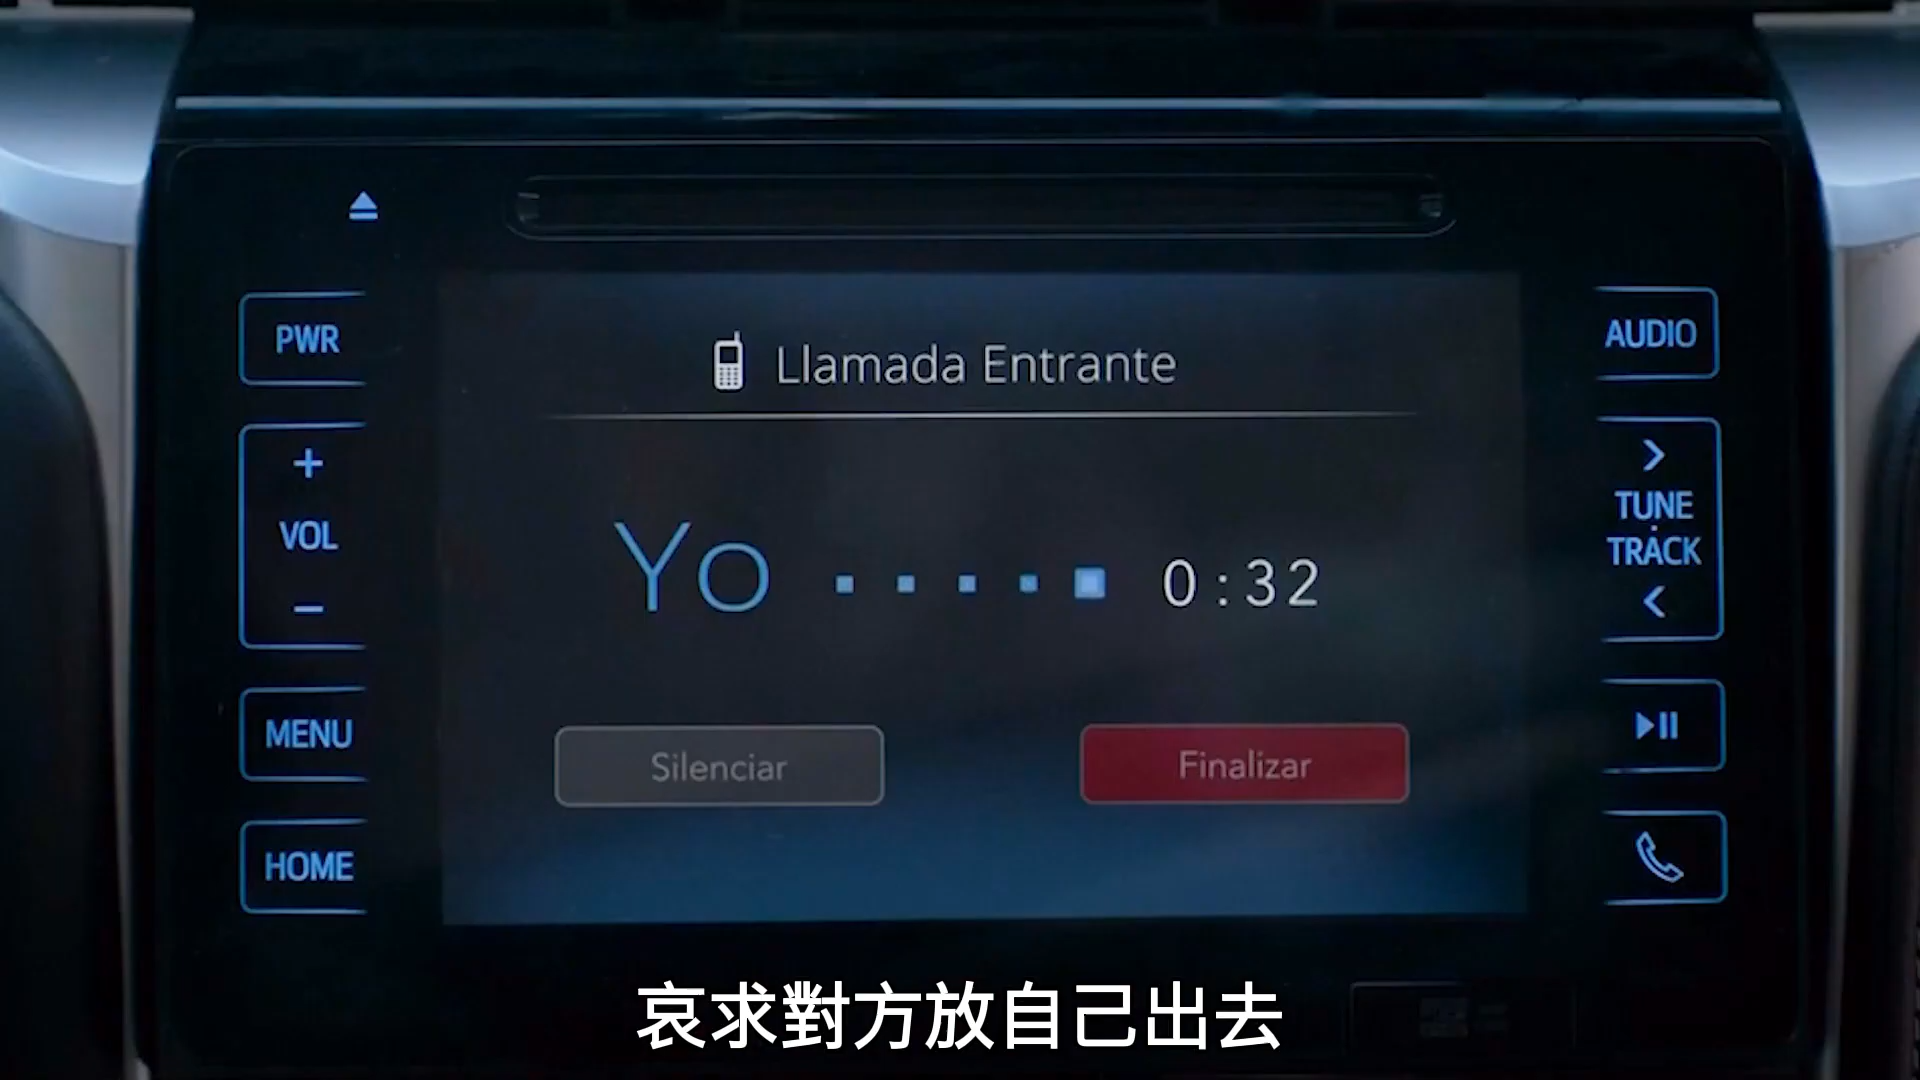 PWR
+
VOL
−
MENU
HOME
Llamada Entrante
Yo
0:32
Silenciar
Finalizar
AUDIO
>
TUNE
·
TRACK
<
哀求對方放自己出去